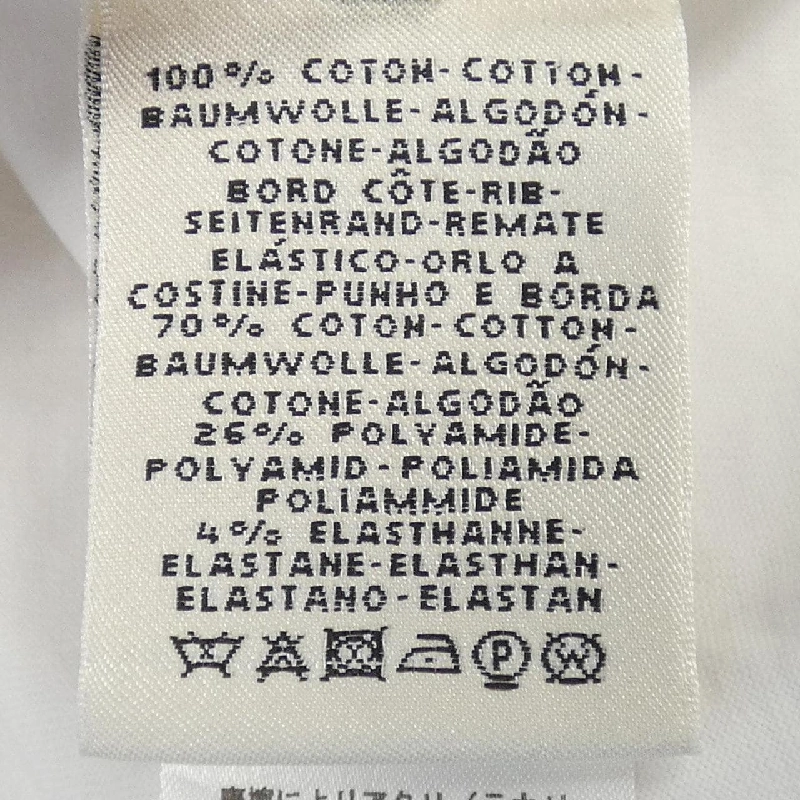 100% COTON-COTTON-
BAUMWOLLE-ALGODÓN-
COTONE-ALGODÃO
BORD CÔTE-RIB-
SEITENRAND-REMATE
ELÁSTICO-ORLO A
COSTINE-PUNHO E BORDA
70% COTON-COTTON-
BAUMWOLLE-ALGODÓN-
COTONE-ALGODÃO
26% POLYAMIDE-
POLYAMID-POLIAMIDA
POLIAMMIDE
4% ELASTHANNE-
ELASTANE-ELASTHAN-
ELASTANO-ELASTAN
P W